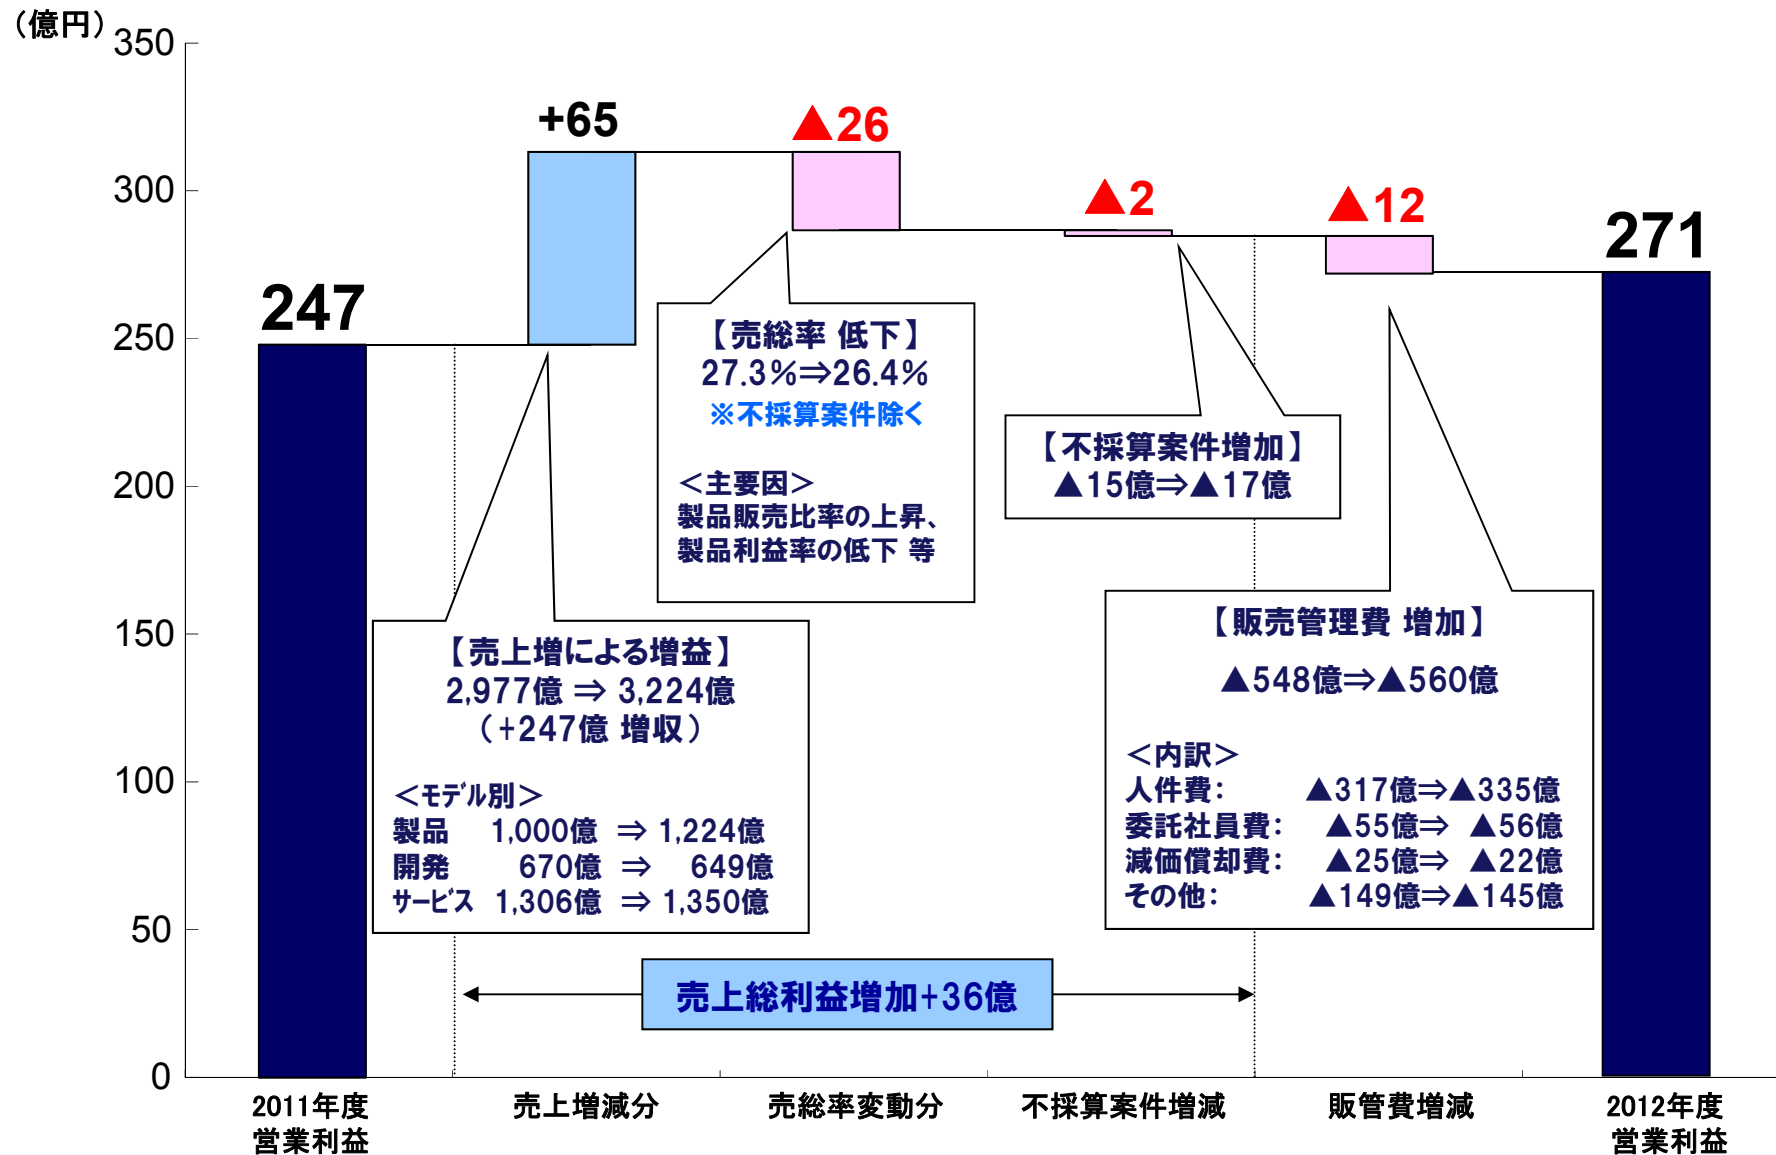 （億円）
350
300
250
200
150
100
50
0
247
+65
▲26
▲2
▲12
271
【売総率 低下】
27.3％⇒26.4％
※不採算案件除く
＜主要因＞
製品販売比率の上昇、
製品利益率の低下 等
【不採算案件増加】
▲15億⇒▲17億
【売上増による増益】
2,977億 ⇒ 3,224億
（+247億 増収）
＜ﾓﾃﾞﾙ別＞
製品 1,000億 ⇒ 1,224億
開発 670億 ⇒ 649億
ｻｰﾋﾞｽ 1,306億 ⇒ 1,350億
【販売管理費 増加】
▲548億⇒▲560億
＜内訳＞
人件費： ▲317億⇒▲335億
委託社員費： ▲55億⇒ ▲56億
減価償却費： ▲25億⇒ ▲22億
その他： ▲149億⇒▲145億
売上総利益増加+36億
2011年度
営業利益
売上増減分
売総率変動分
不採算案件増減
販管費増減
2012年度
営業利益